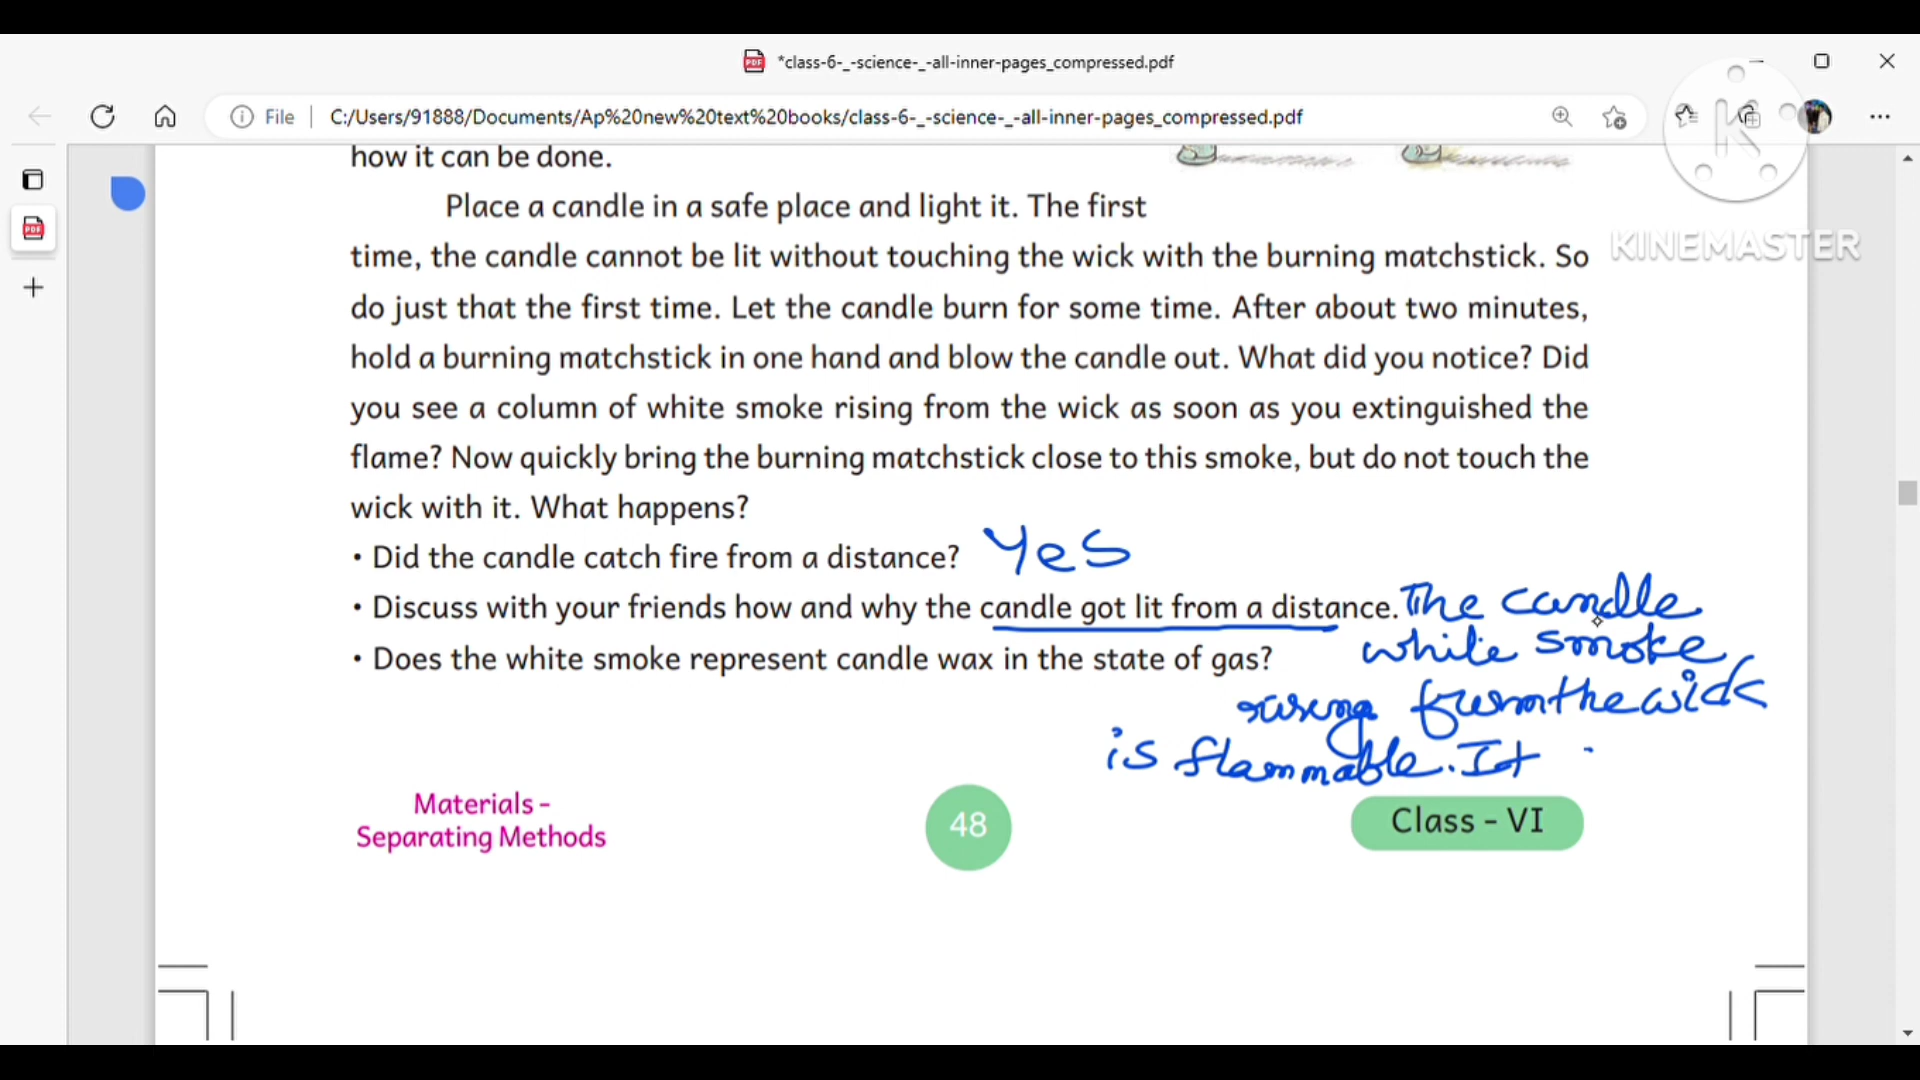 *class-6-_-science-_-all-inner-pages_compressed.pdf
File | C:/Users/91888/Documents/Ap%20new%20text%20books/class-6-_-science-_-all-inner-pages_compressed.pdf
KINEMASTER
how it can be done.
Place a candle in a safe place and light it. The first
time, the candle cannot be lit without touching the wick with the burning matchstick. So
do just that the first time. Let the candle burn for some time. After about two minutes,
hold a burning matchstick in one hand and blow the candle out. What did you notice? Did
you see a column of white smoke rising from the wick as soon as you extinguished the
flame? Now quickly bring the burning matchstick close to this smoke, but do not touch the
wick with it. What happens?
• Did the candle catch fire from a distance? Yes
• Discuss with your friends how and why the candle got lit from a distance. The candle
while smoke
• Does the white smoke represent candle wax in the state of gas?
rising from the wick
is flammable. It
Materials -
Separating Methods
48
Class - VI